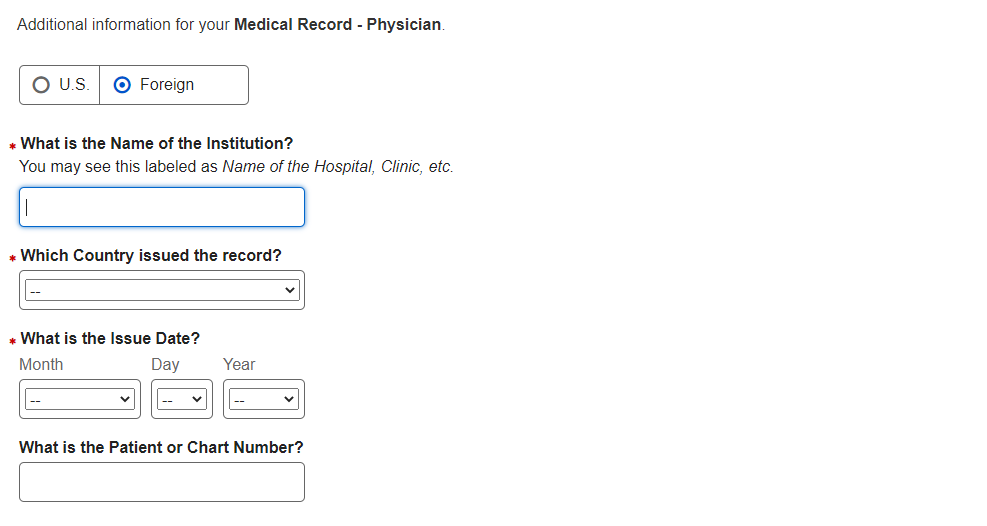 Additional information for your Medical Record - Physician.
U.S. Foreign
* What is the Name of the Institution?
You may see this labeled as Name of the Hospital, Clinic, etc.
* Which Country issued the record?
--
* What is the Issue Date?
Month Day Year
-- -- --
What is the Patient or Chart Number?